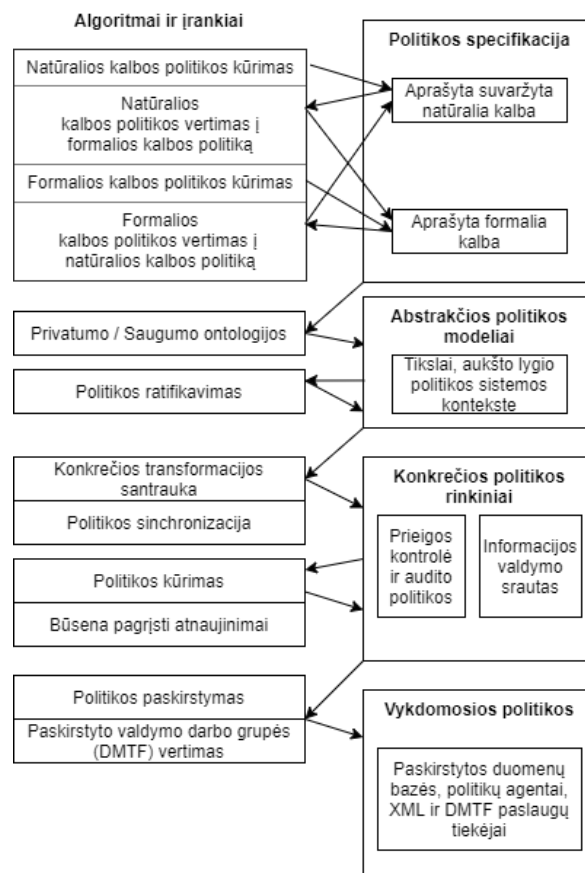 Algoritmai ir įrankiai
Natūralios kalbos politikos kūrimas
Natūralios
kalbos politikos vertimas į
formalios kalbos politiką
Formalios kalbos politikos kūrimas
Formalios
kalbos politikos vertimas į
natūralios kalbos politiką
Privatumo / Saugumo ontologijos
Politikos ratifikavimas
Konkrečios transformacijos
santrauka
Politikos sinchronizacija
Politikos kūrimas
Būsena pagrįsti atnaujinimai
Politikos paskirstymas
Paskirstyto valdymo darbo grupės
(DMTF) vertimas
Politikos specifikacija
Aprašyta suvaržyta
natūralia kalba
Aprašyta formalia
kalba
Abstrakčios politikos
modeliai
Tikslai, aukšto lygio
politikos sistemos
kontekste
Konkrečios politikos
rinkiniai
Prieigos
kontrolė
ir audito
politikos
Informacijos
valdymo
srautas
Vykdomosios politikos
Paskirstytos duomenų
bazės, politikų agentai,
XML ir DMTF paslaugų
tiekėjai